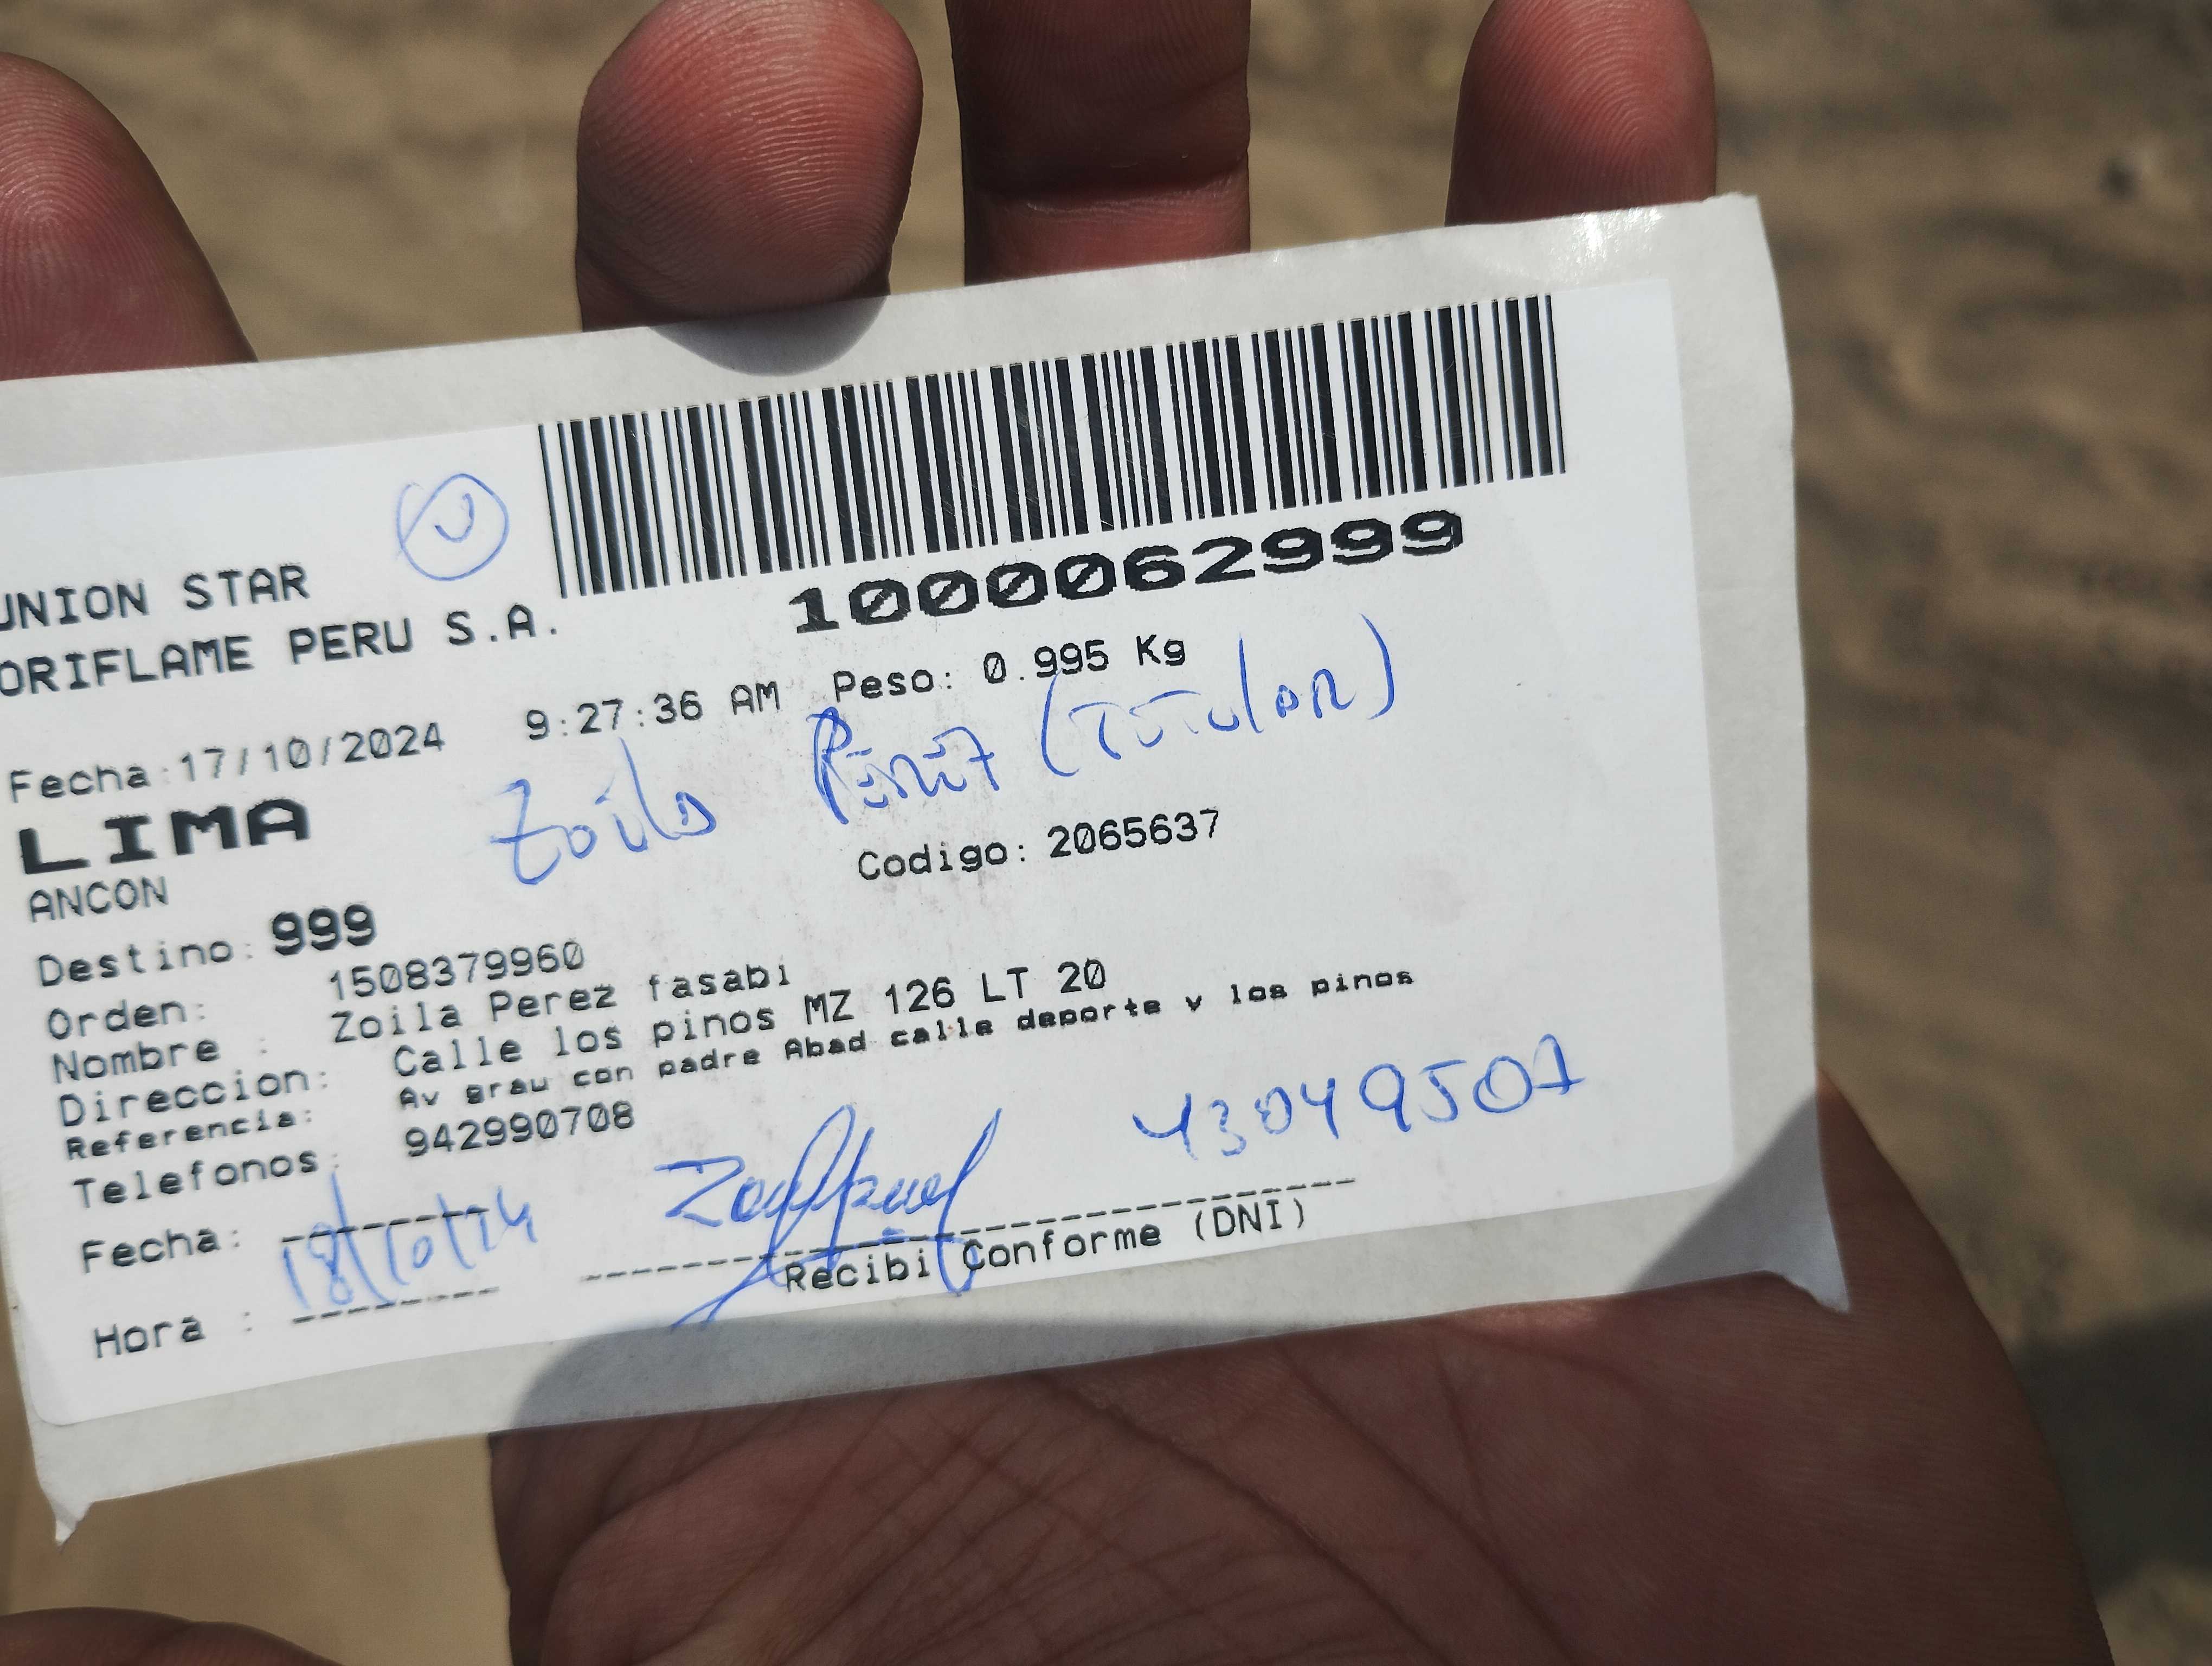 UNION STAR
ORIFLAME PERU S.A.
1000062999
Fecha:17/10/2024 9:27:36 AM Peso: 0.995 Kg
LIMA
Zoila Perez (Titular)
ANCON
Codigo: 2065637
Destino: 999
Orden: 1508379960
Nombre : Zoila Perez fasabi
Direccion: Calle los pinos MZ 126 LT 20
Referencia: Av grau con padre Abad calle deporte y los pinos
Telefonos: 942990708
43049507
Fecha:
18/10/24
Recibi Conforme (DNI)
Hora :